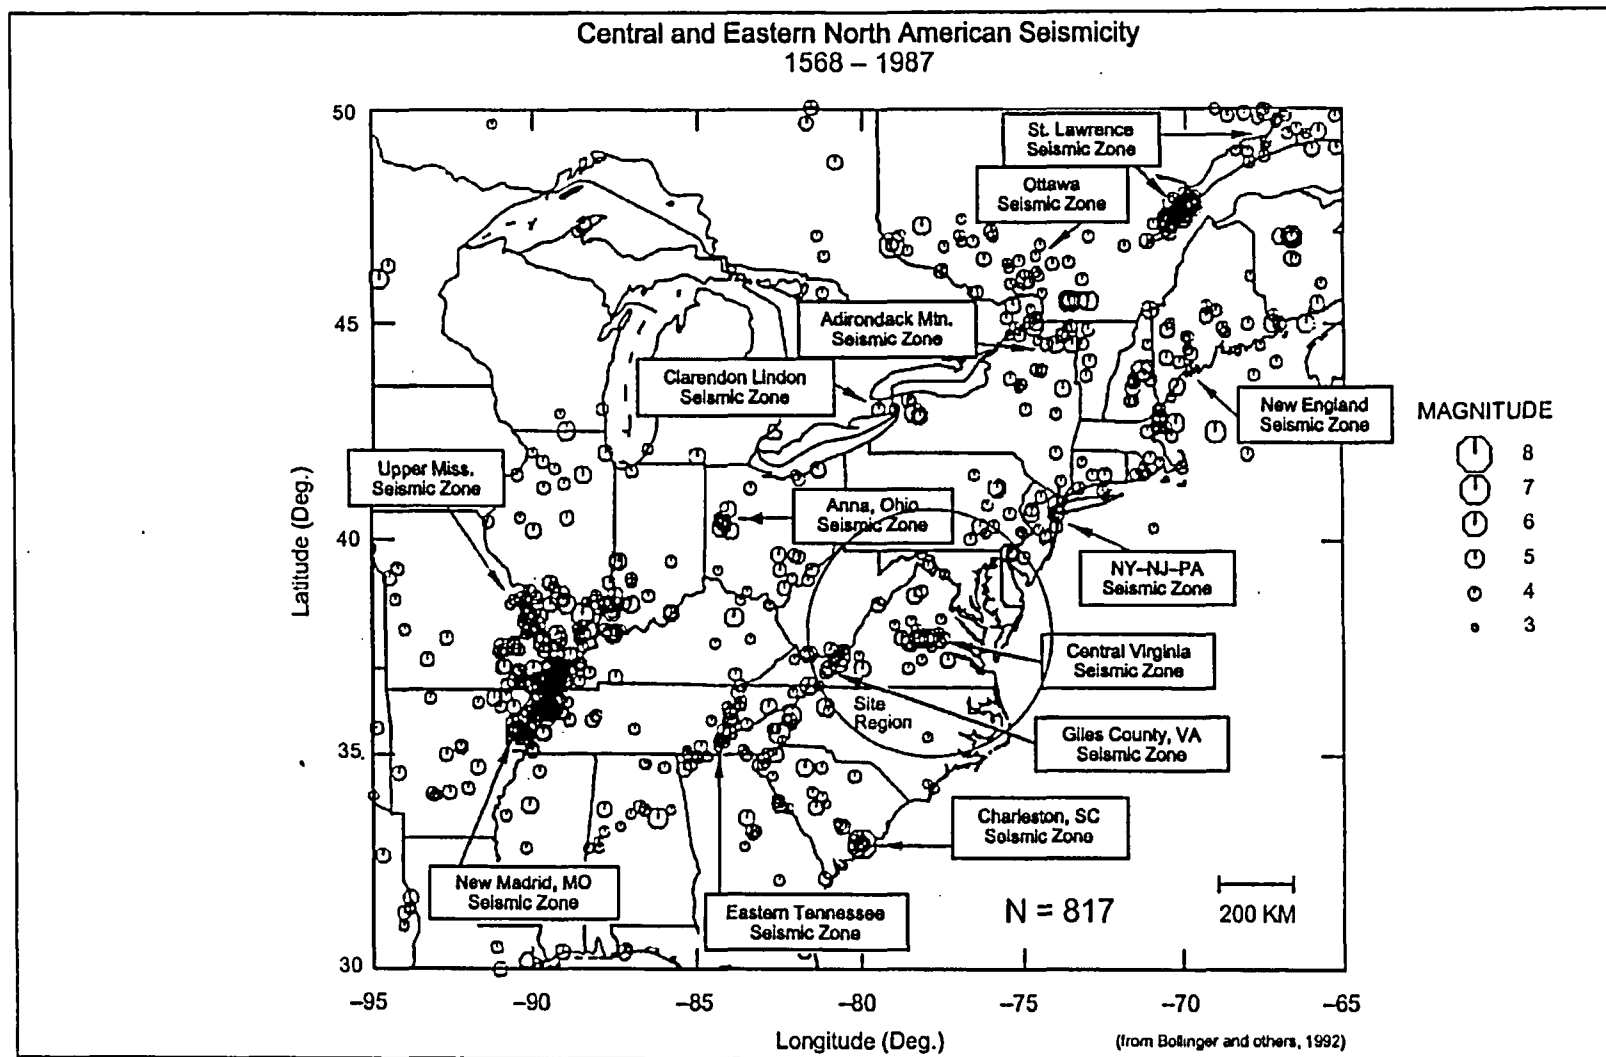 Central and Eastern North American Seismicity
1568 – 1987
50
45
40
35
30
Latitude (Deg.)
St. Lawrence
Seismic Zone
Ottawa
Seismic Zone
Adirondack Mtn.
Seismic Zone
Clarendon Lindon
Seismic Zone
New England
Seismic Zone
Upper Miss.
Seismic Zone
Anna, Ohio
Seismic Zone
NY–NJ–PA
Seismic Zone
Central Virginia
Seismic Zone
Site
Region
Giles County, VA
Seismic Zone
Charleston, SC
Seismic Zone
New Madrid, MO
Seismic Zone
Eastern Tennessee
Seismic Zone
N = 817
200 KM
MAGNITUDE
8
7
6
5
4
3
–95 –90 –85 –80 –75 –70 –65
Longitude (Deg.)
(from Bollinger and others, 1992)